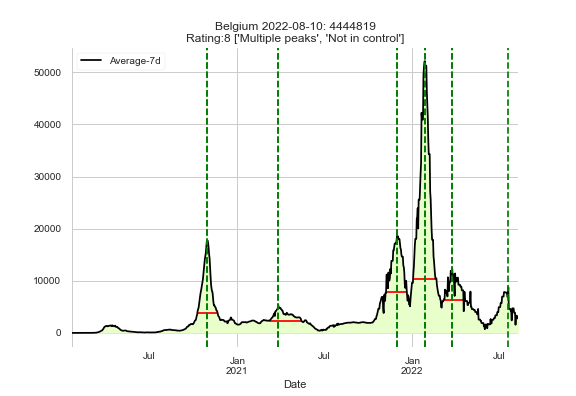 Belgium 2022-08-10: 4444819
Rating:8 ['Multiple peaks', 'Not in control']
Average-7d
50000
40000
30000
20000
10000
0
Jul
Jan
2021
Jul
Jan
2022
Jul
Date